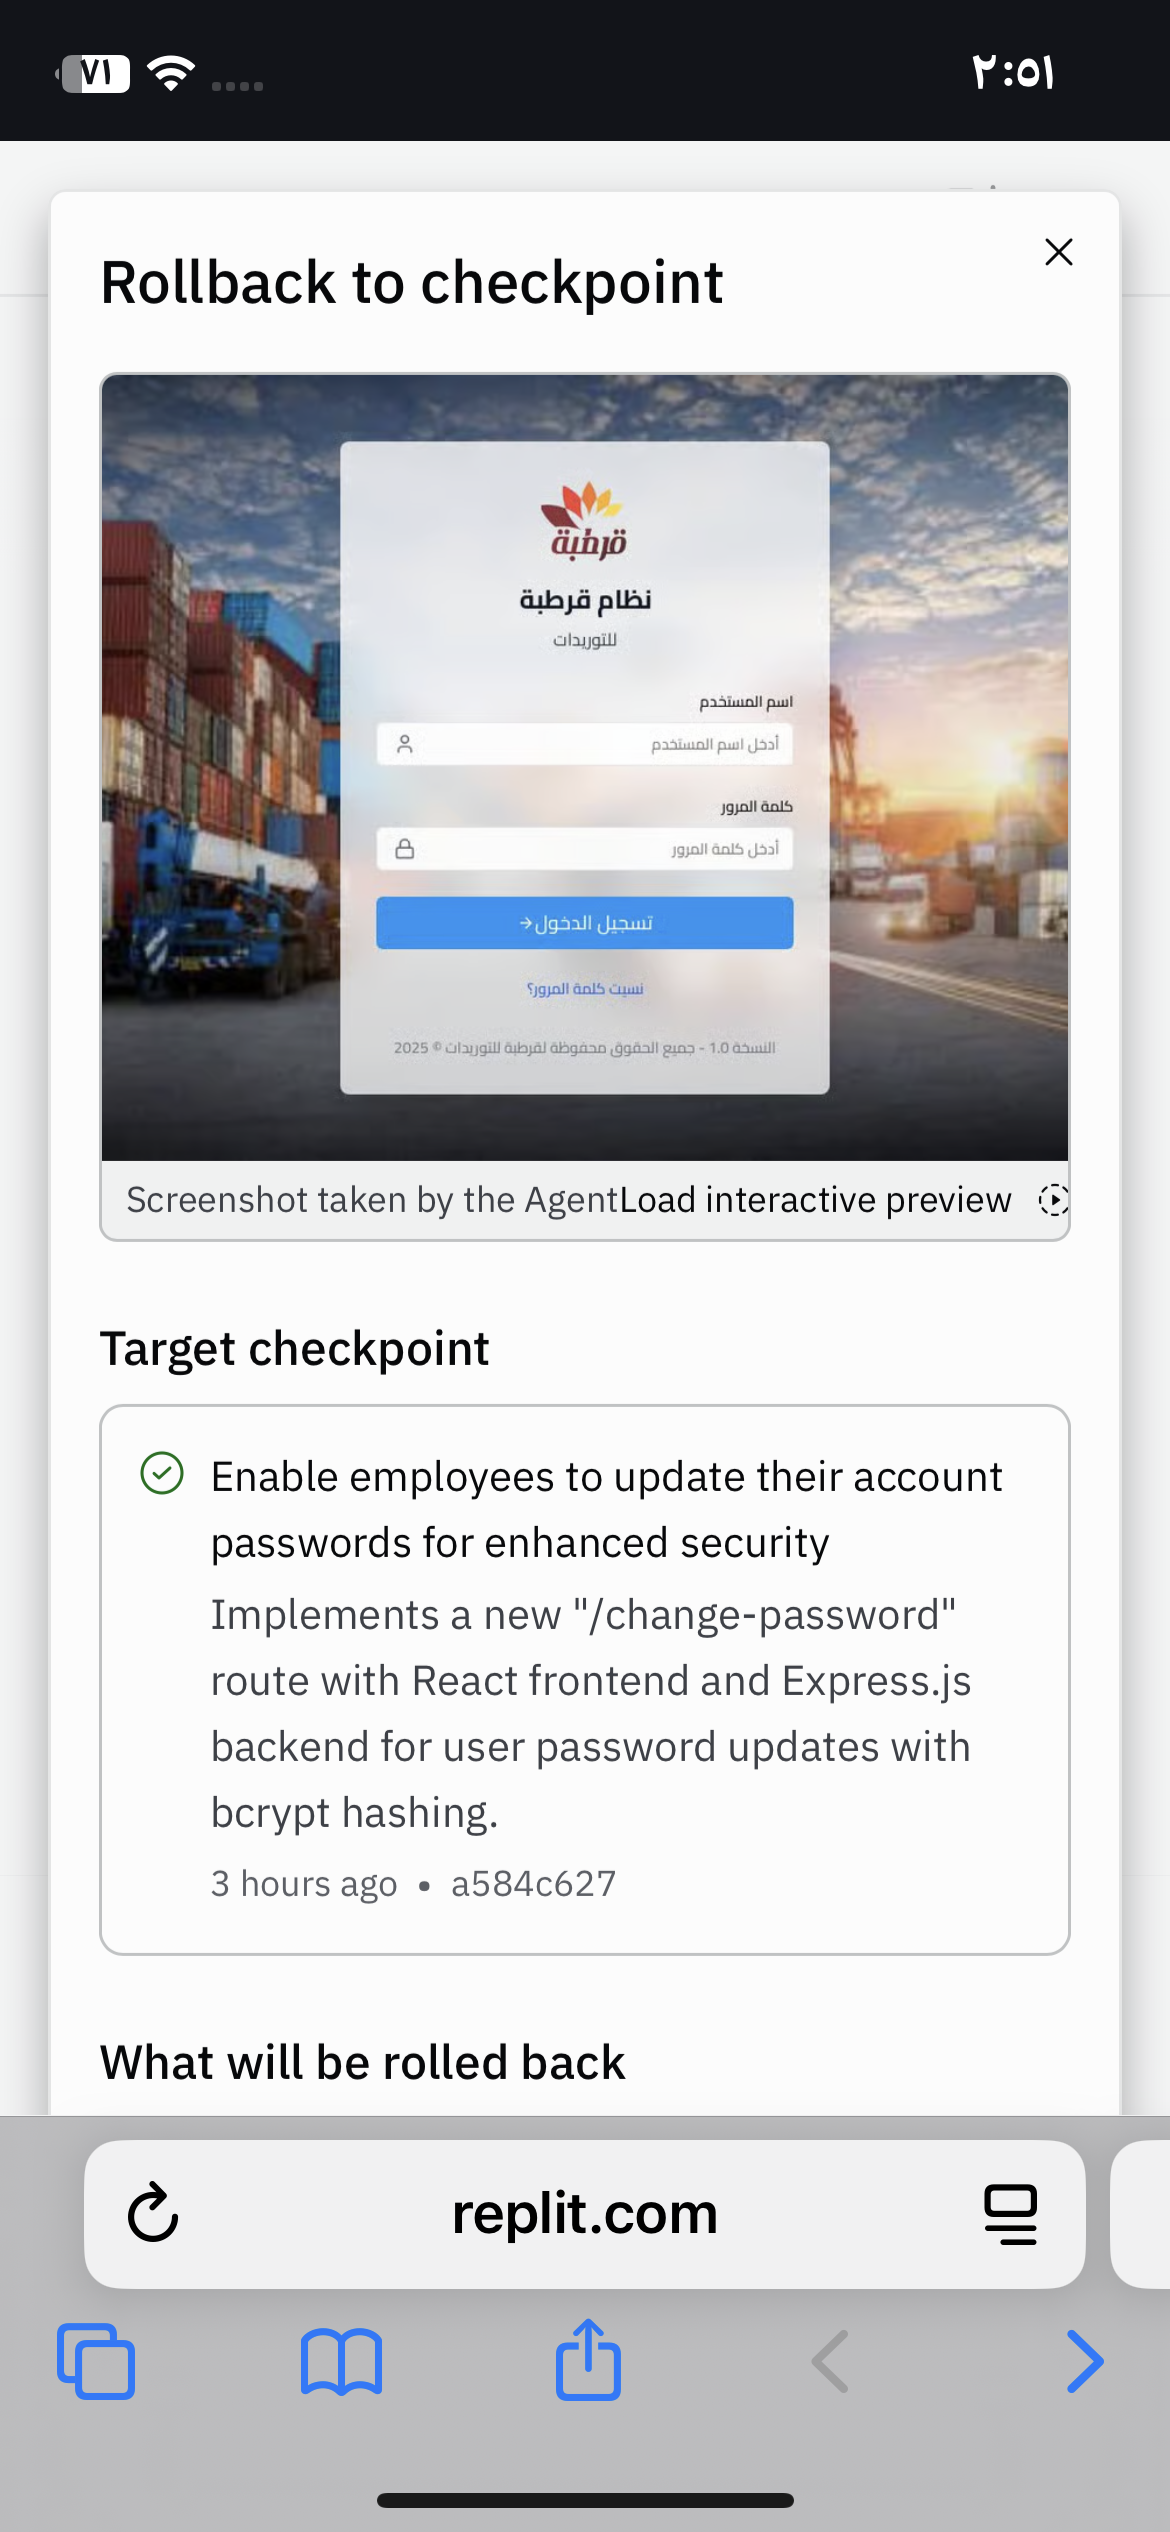 ٧١
٢:٥١
Rollback to checkpoint
قرطبة
نظام قرطبة
للتوريدات
اسم المستخدم
أدخل اسم المستخدم
كلمة المرور
أدخل كلمة المرور
تسجيل الدخول→
نسيت كلمة المرور؟
النسخة 1.0 - جميع الحقوق محفوظة لقرطبة للتوريدات © 2025
Screenshot taken by the AgentLoad interactive preview
Target checkpoint
Enable employees to update their account
passwords for enhanced security
Implements a new "/change-password"
route with React frontend and Express.js
backend for user password updates with
bcrypt hashing.
3 hours ago • a584c627
What will be rolled back
replit.com